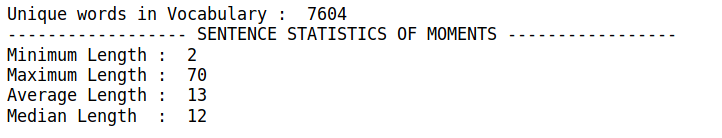 Unique words in Vocabulary :  7604
------------------ SENTENCE STATISTICS OF MOMENTS -----------------
Minimum Length :  2
Maximum Length :  70
Average Length :  13
Median Length  :  12